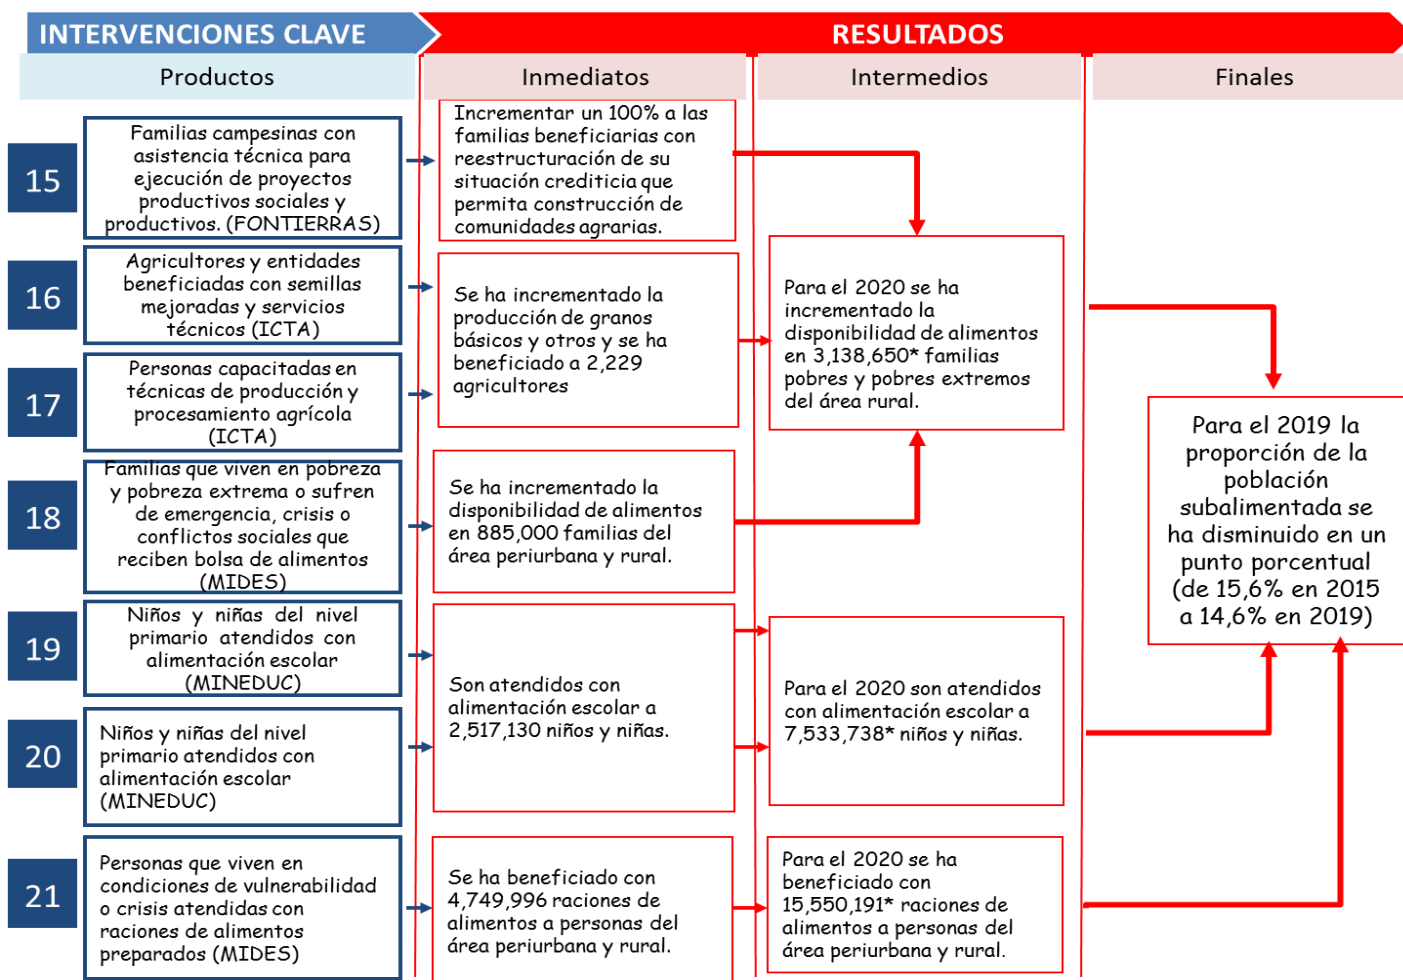 INTERVENCIONES CLAVE
RESULTADOS
Productos
Inmediatos
Intermedios
Finales
15
Familias campesinas con
asistencia técnica para
ejecución de proyectos
productivos sociales y
productivos. (FONTIERRAS)
Incrementar un 100% a las
familias beneficiarias con
reestructuración de su
situación crediticia que
permita construcción de
comunidades agrarias.
16
Agricultores y entidades
beneficiadas con semillas
mejoradas y servicios
técnicos (ICTA)
17
Personas capacitadas en
técnicas de producción y
procesamiento agrícola
(ICTA)
Se ha incrementado la
producción de granos
básicos y otros y se ha
beneficiado a 2,229
agricultores
Para el 2020 se ha
incrementado la
disponibilidad de alimentos
en 3,138,650* familias
pobres y pobres extremos
del área rural.
18
Familias que viven en pobreza
y pobreza extrema o sufren
de emergencia, crisis o
conflictos sociales que
reciben bolsa de alimentos
(MIDES)
Se ha incrementado la
disponibilidad de alimentos
en 885,000 familias del
área periurbana y rural.
Para el 2019 la
proporción de la
población
subalimentada se
ha disminuido en un
punto porcentual
(de 15,6% en 2015
a 14,6% en 2019)
19
Niños y niñas del nivel
primario atendidos con
alimentación escolar
(MINEDUC)
20
Niños y niñas del nivel
primario atendidos con
alimentación escolar
(MINEDUC)
Son atendidos con
alimentación escolar a
2,517,130 niños y niñas.
Para el 2020 son atendidos
con alimentación escolar a
7,533,738* niños y niñas.
21
Personas que viven en
condiciones de vulnerabilidad
o crisis atendidas con
raciones de alimentos
preparados (MIDES)
Se ha beneficiado con
4,749,996 raciones de
alimentos a personas del
área periurbana y rural.
Para el 2020 se ha
beneficiado con
15,550,191* raciones de
alimentos a personas del
área periurbana y rural.